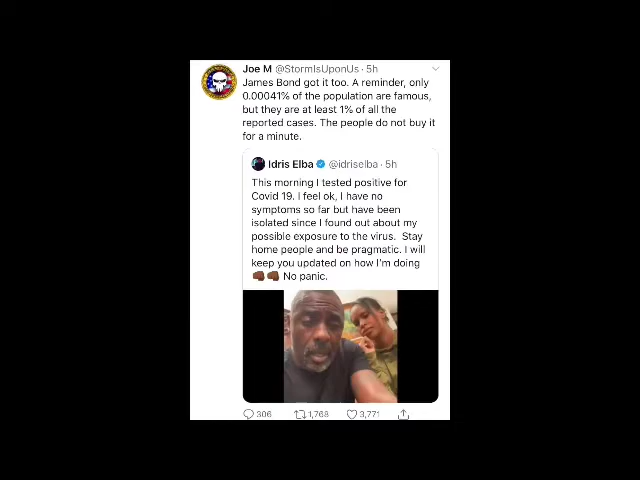 Joe M @StormIsUponUs · 5h
James Bond got it too. A reminder, only
0.00041% of the population are famous,
but they are at least 1% of all the
reported cases. The people do not buy it
for a minute.
Idris Elba @idriselba · 5h
This morning I tested positive for
Covid 19. I feel ok, I have no
symptoms so far but have been
isolated since I found out about my
possible exposure to the virus. Stay
home people and be pragmatic. I will
keep you updated on how I'm doing
👊🏿👊🏿 No panic.
306 1,768 3,771